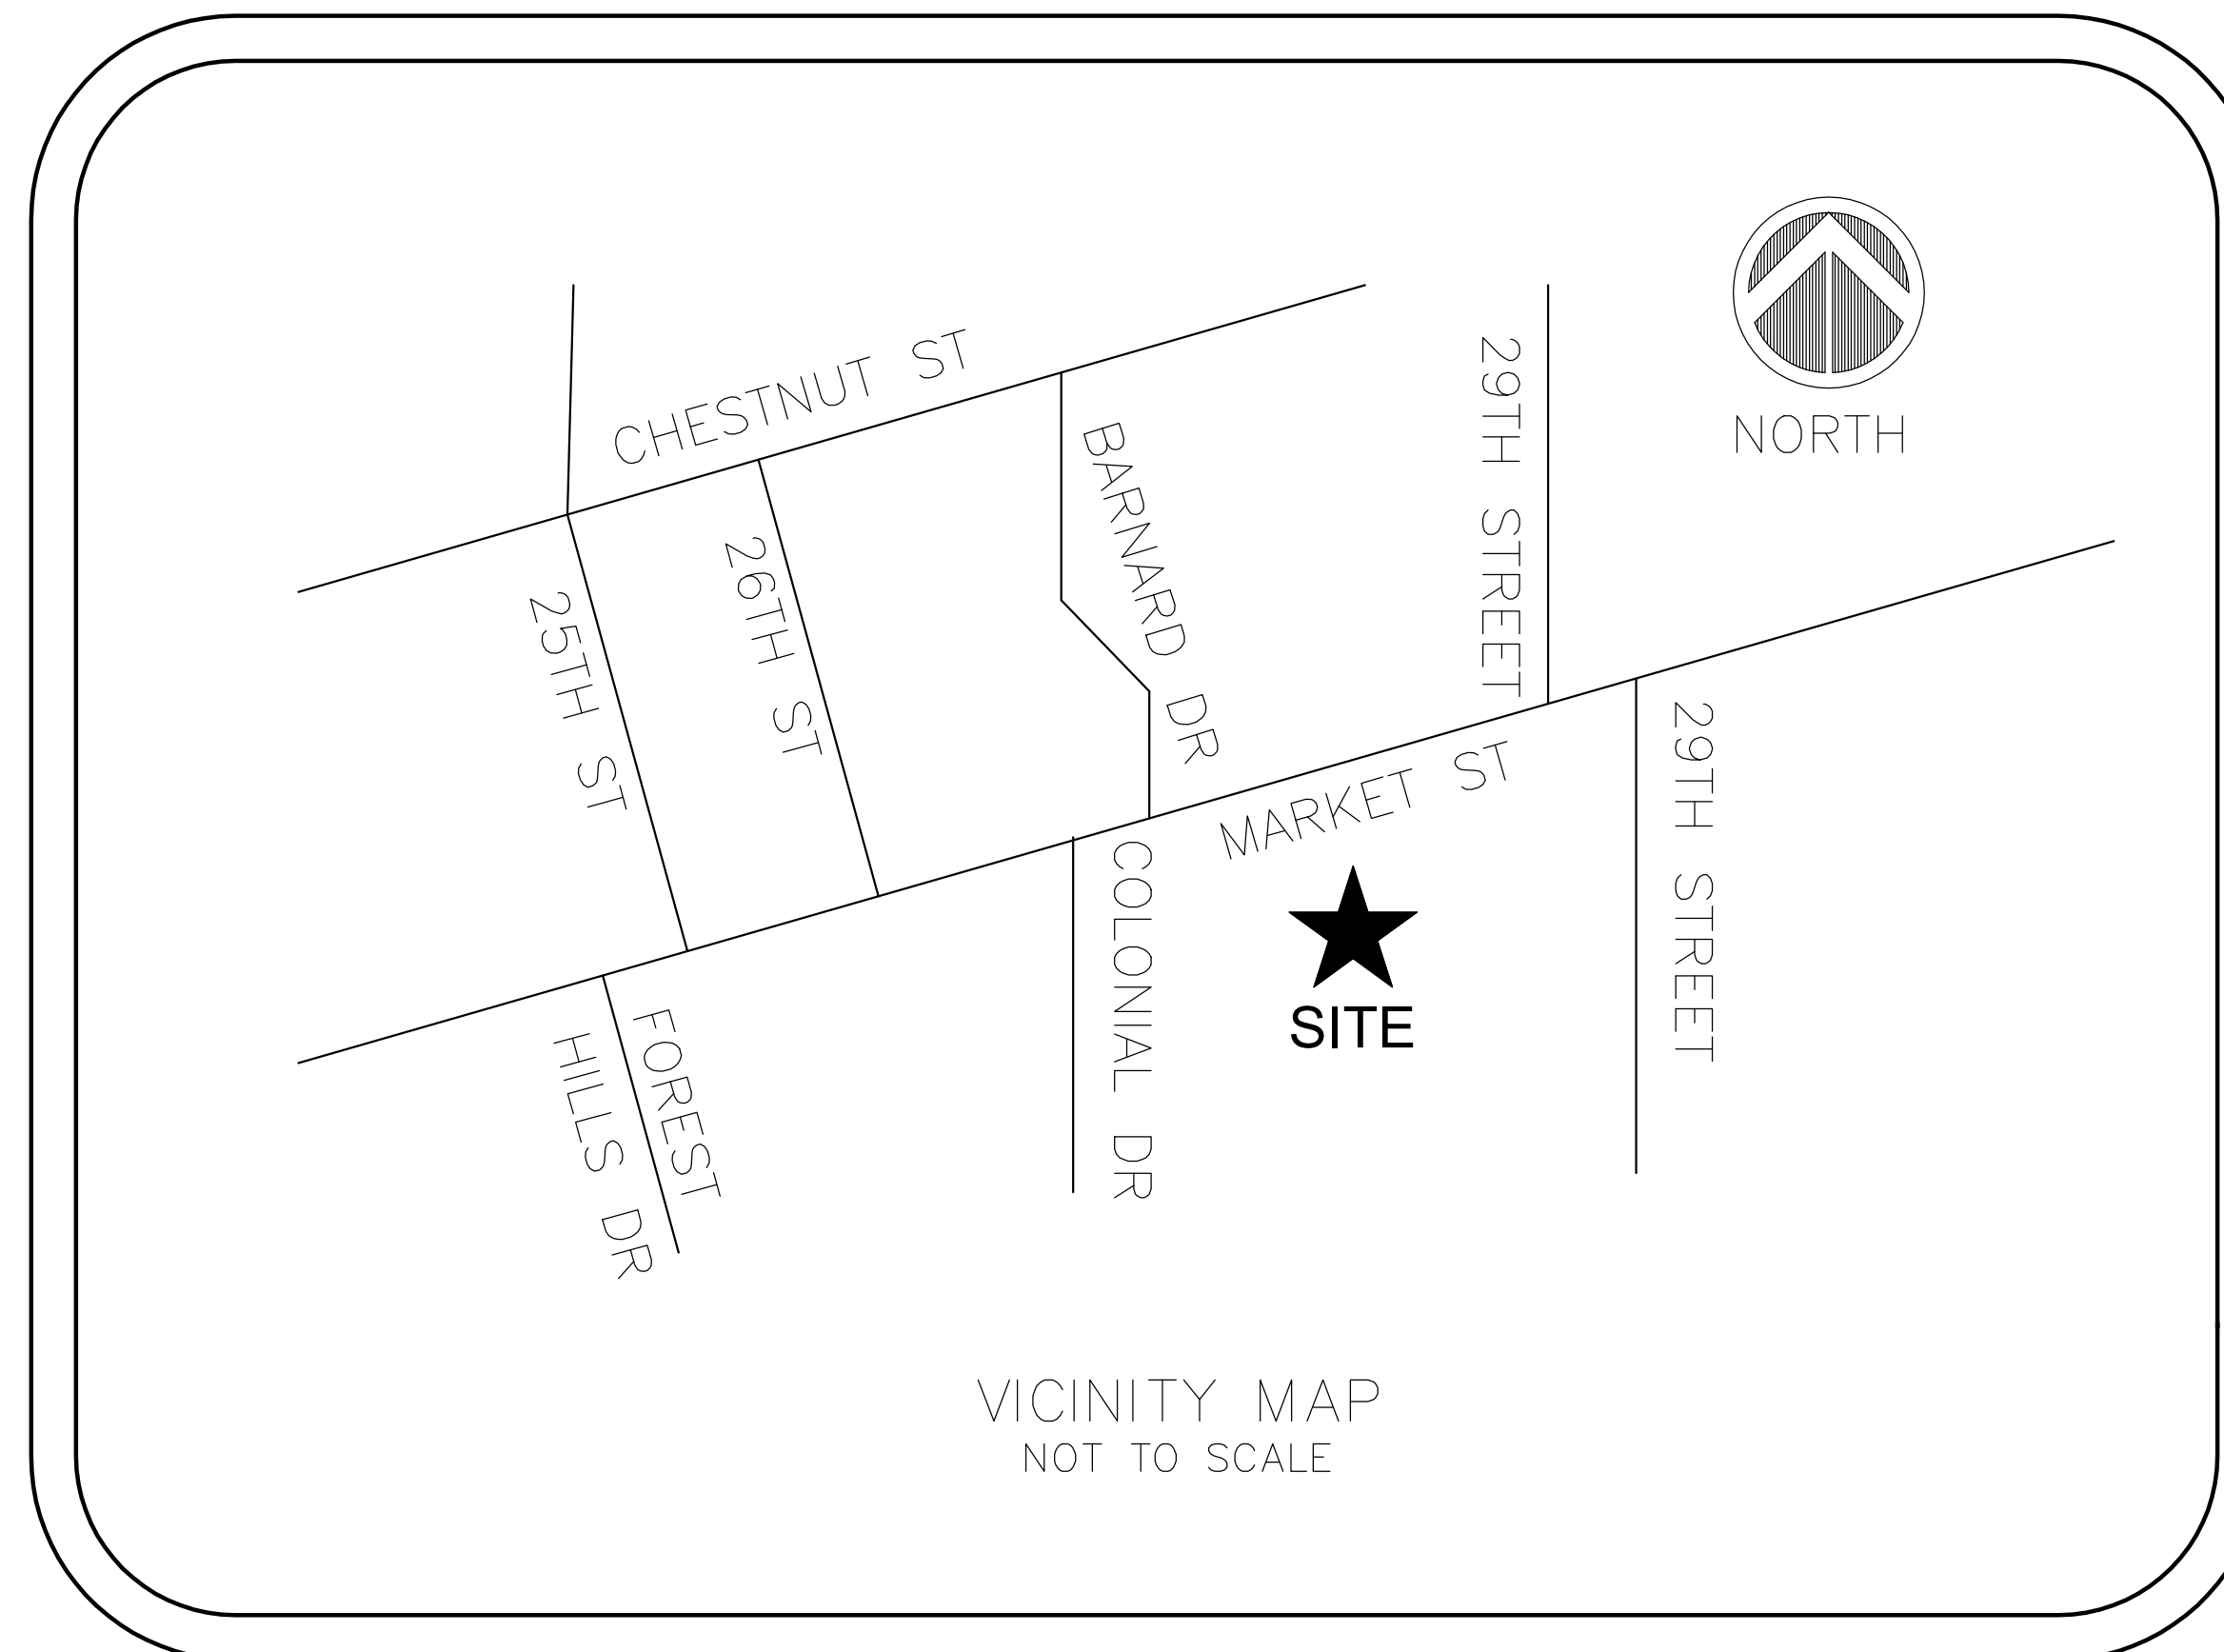 CHESTNUT ST
29TH STREET
NORTH
BARNARD DR
26TH ST
25TH ST
MARKET ST
29TH STREET
COLONIAL DR
SITE
FOREST
HILLS DR
VICINITY MAP
NOT TO SCALE